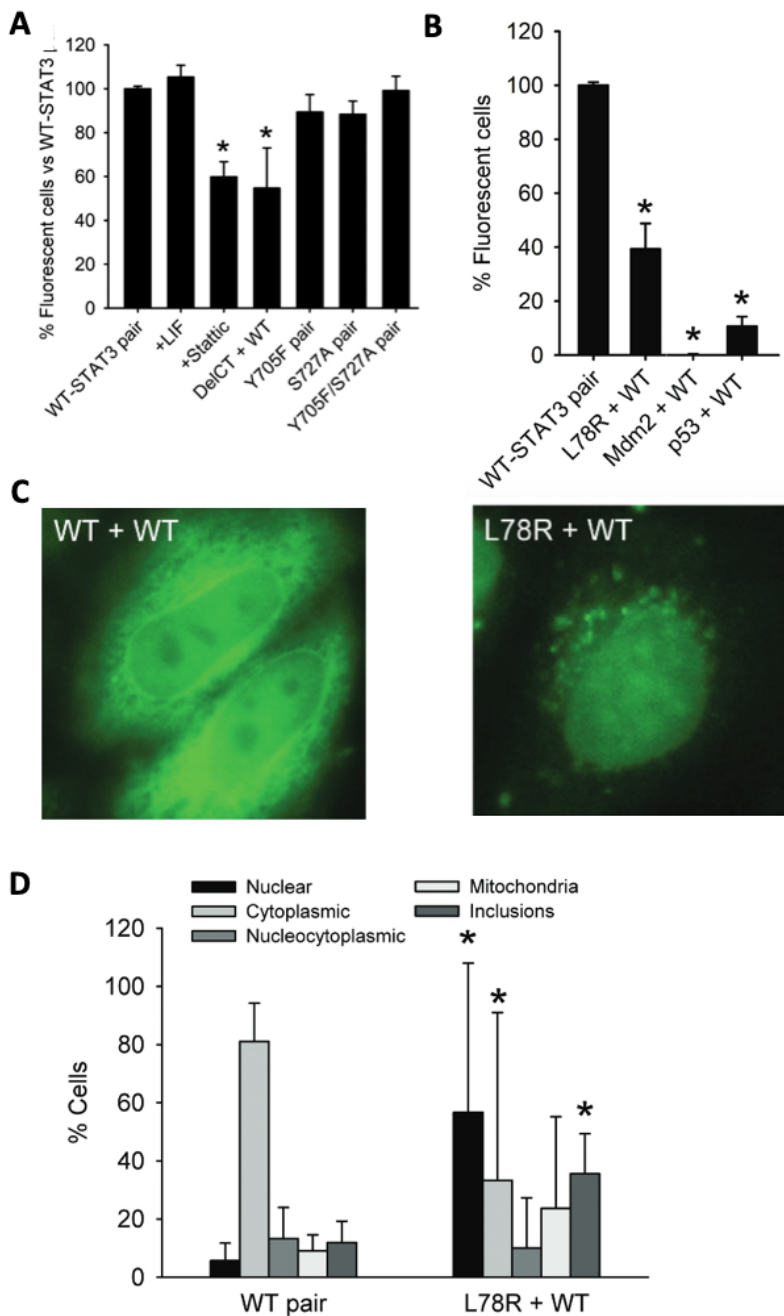 A
% Fluorescent cells vs WT-STAT3
120
100
80
60
40
20
0
*
*
WT-STAT3 pair
+LIF
+Stattic
DelCT + WT
Y705F pair
S727A pair
Y705F/S727A pair
B
% Fluorescent cells
120
100
80
60
40
20
0
*
*
*
WT-STAT3 pair
L78R + WT
Mdm2 + WT
p53 + WT
C
WT + WT
L78R + WT
D
Nuclear
Cytoplasmic
Nucleocytoplasmic
Mitochondria
Inclusions
% Cells
120
100
80
60
40
20
0
*
*
*
WT pair
L78R + WT